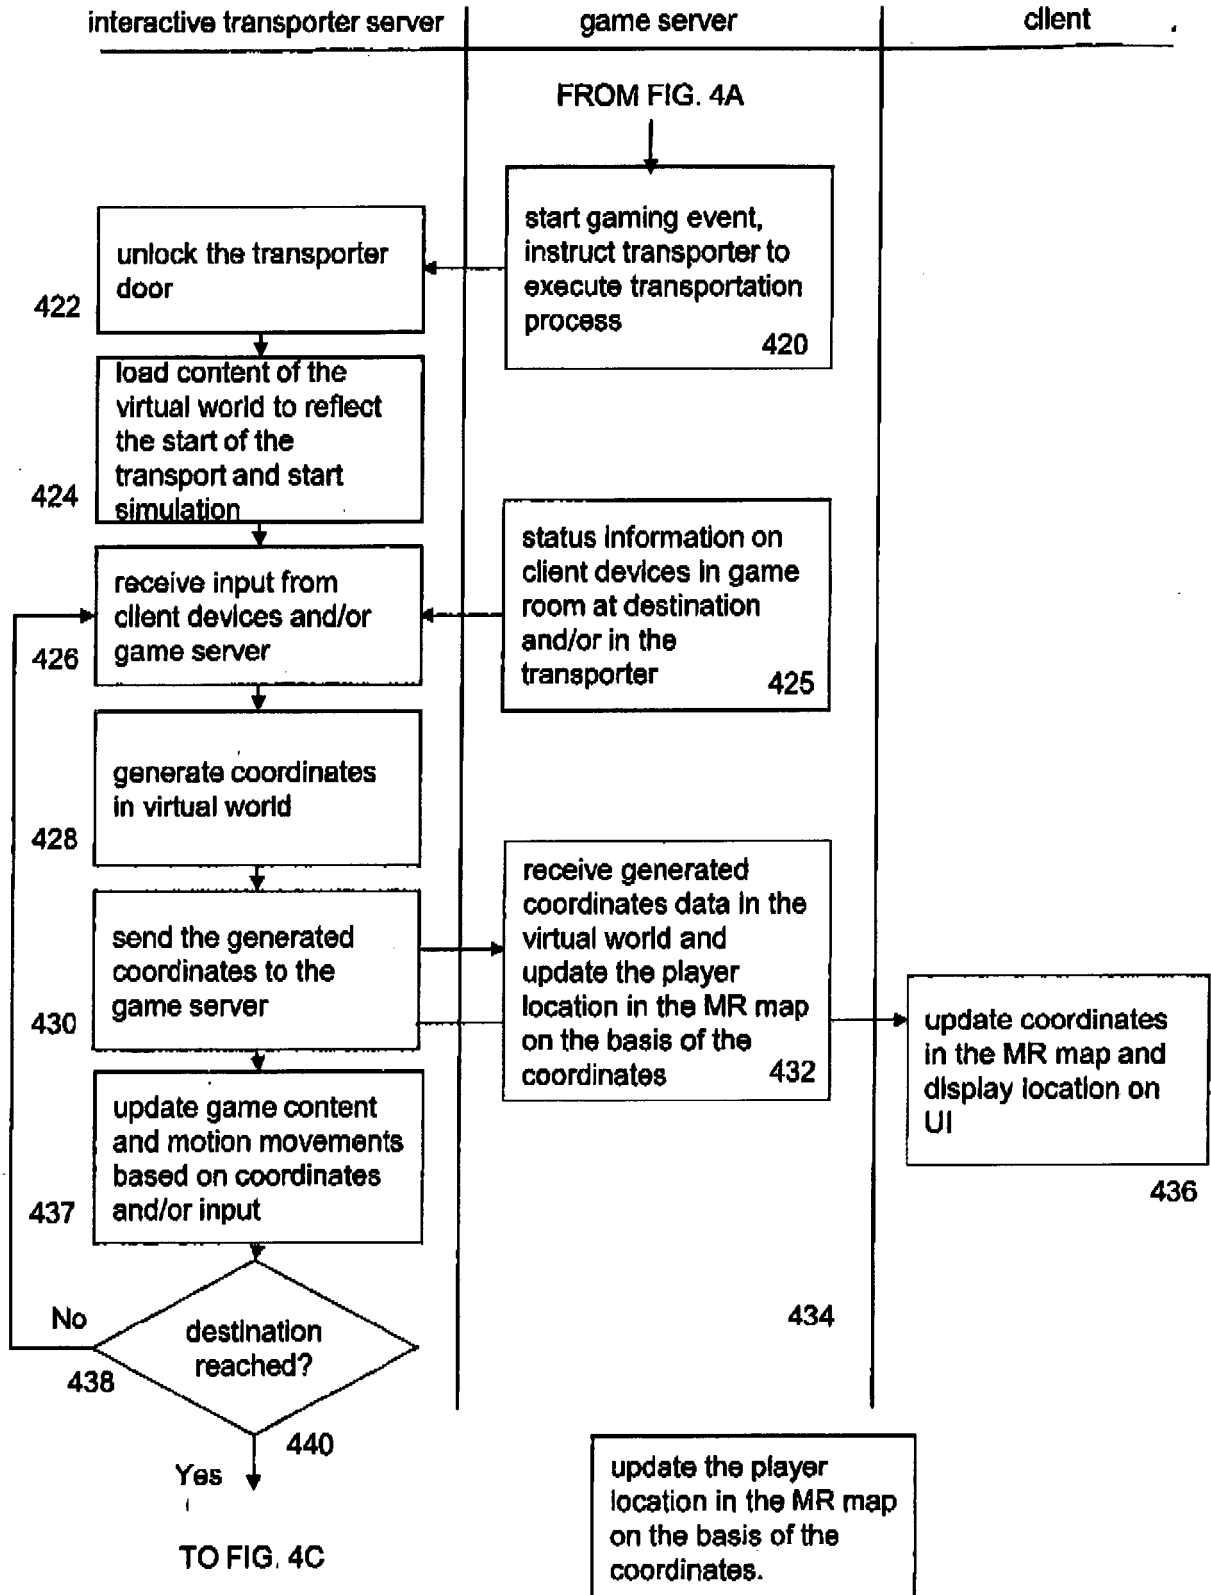 interactive transporter server
game server
client
FROM FIG. 4A
start gaming event,
instruct transporter to
execute transportation
process
420
unlock the transporter
door
422
load content of the
virtual world to reflect
the start of the
transport and start
simulation
424
status information on
client devices in game
room at destination
and/or in the
transporter
425
receive input from
client devices and/or
game server
426
generate coordinates
in virtual world
428
send the generated
coordinates to the
game server
430
receive generated
coordinates data in the
virtual world and
update the player
location in the MR map
on the basis of the
coordinates
432
update coordinates
in the MR map and
display location on
UI
436
update game content
and motion movements
based on coordinates
and/or input
437
434
No
destination
reached?
438
440
Yes
TO FIG. 4C
update the player
location in the MR map
on the basis of the
coordinates.